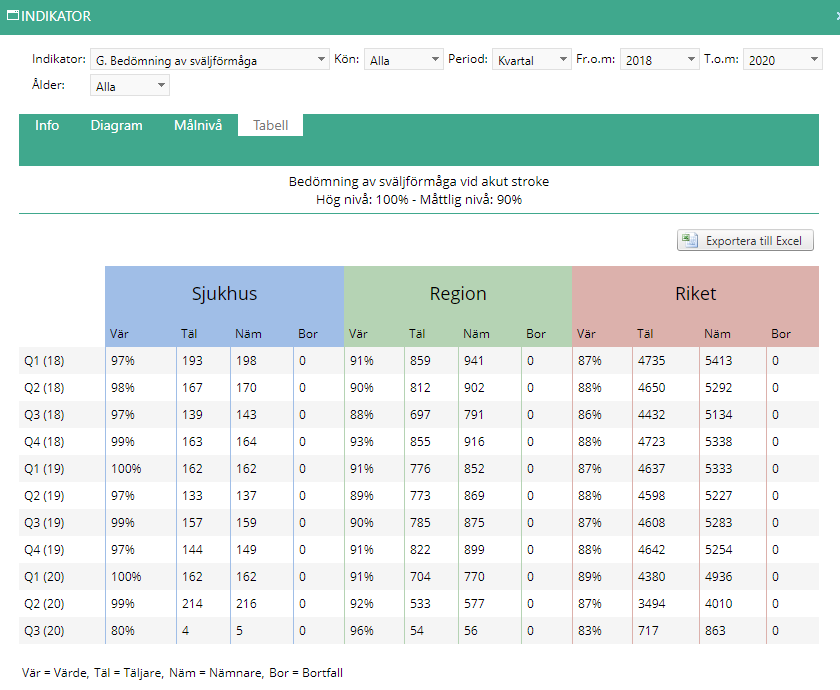 INDIKATOR
Indikator: G. Bedömning av sväljförmåga Kön: Alla Period: Kvartal Fr.o.m: 2018 T.o.m: 2020
Ålder: Alla
Info Diagram Målnivå Tabell
Bedömning av sväljförmåga vid akut stroke
Hög nivå: 100% - Måttlig nivå: 90%
Exportera till Excel
Sjukhus Region Riket
Vär Täl Näm Bor Vär Täl Näm Bor Vär Täl Näm Bor
Q1 (18) 97% 193 198 0 91% 859 941 0 87% 4735 5413 0
Q2 (18) 98% 167 170 0 90% 812 902 0 88% 4650 5292 0
Q3 (18) 97% 139 143 0 88% 697 791 0 86% 4432 5134 0
Q4 (18) 99% 163 164 0 93% 855 916 0 88% 4723 5338 0
Q1 (19) 100% 162 162 0 91% 776 852 0 87% 4637 5333 0
Q2 (19) 97% 133 137 0 89% 773 869 0 88% 4598 5227 0
Q3 (19) 99% 157 159 0 90% 785 875 0 87% 4608 5283 0
Q4 (19) 97% 144 149 0 91% 822 899 0 88% 4642 5254 0
Q1 (20) 100% 162 162 0 91% 704 770 0 89% 4380 4936 0
Q2 (20) 99% 214 216 0 92% 533 577 0 87% 3494 4010 0
Q3 (20) 80% 4 5 0 96% 54 56 0 83% 717 863 0
Vär = Värde, Täl = Täljare, Näm = Nämnare, Bor = Bortfall